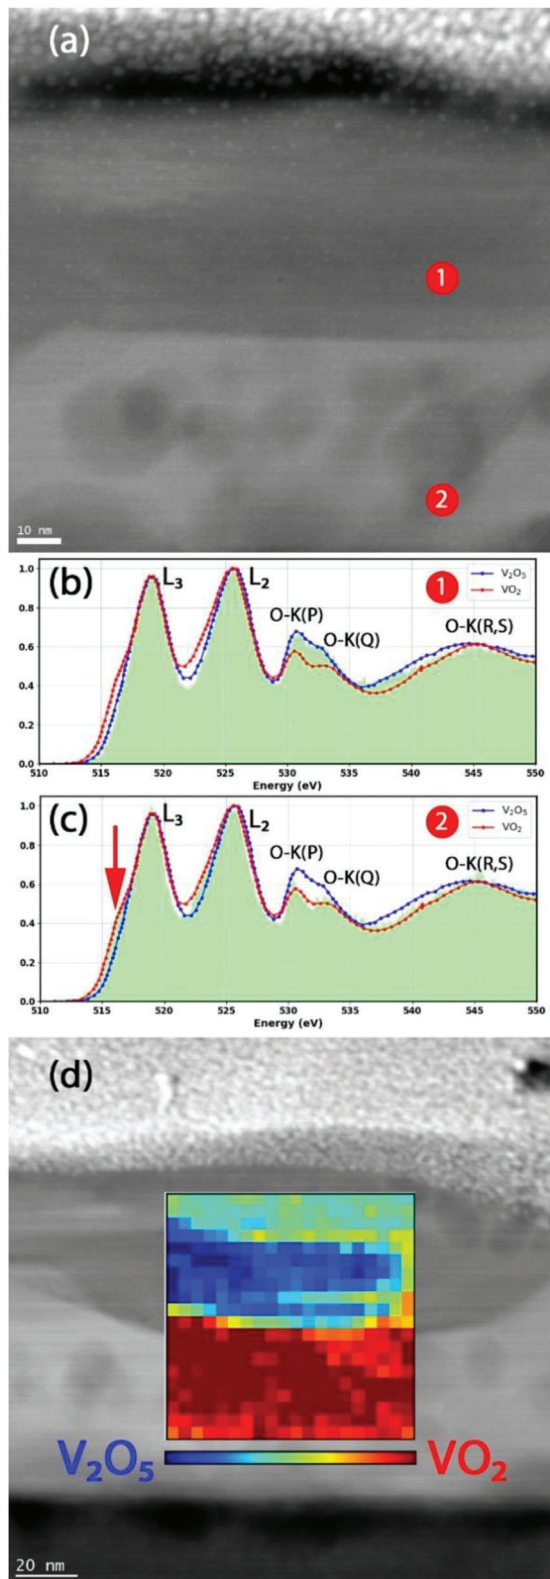 (a)
1
2
10 nm
(b)
L₃
L₂
O-K(P)
O-K(Q)
O-K(R,S)
1
V₂O₅
VO₂
1.0
0.8
0.6
0.4
0.2
0.0
510 515 520 525 530 535 540 545 550
Energy (eV)
(c)
L₃
L₂
O-K(P)
O-K(Q)
O-K(R,S)
2
V₂O₅
VO₂
1.0
0.8
0.6
0.4
0.2
0.0
510 515 520 525 530 535 540 545 550
Energy (eV)
(d)
V₂O₅ VO₂
20 nm